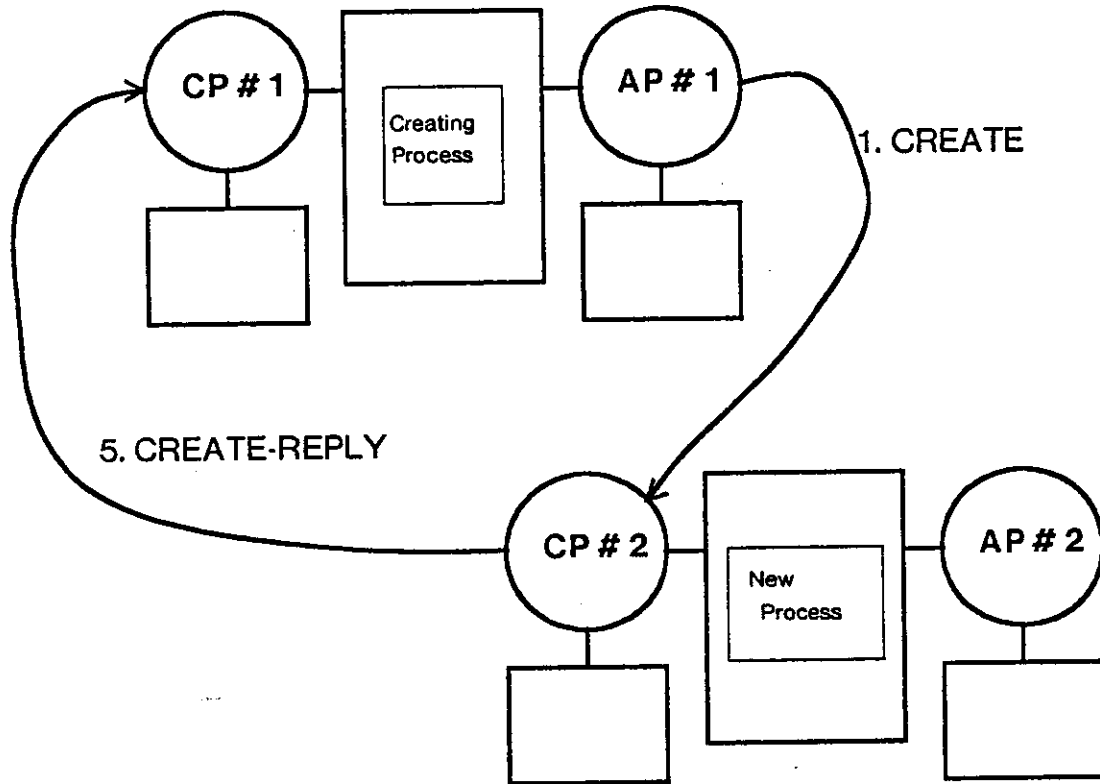 CP # 1
AP # 1
Creating
Process
1. CREATE
5. CREATE-REPLY
CP # 2
AP # 2
New
Process